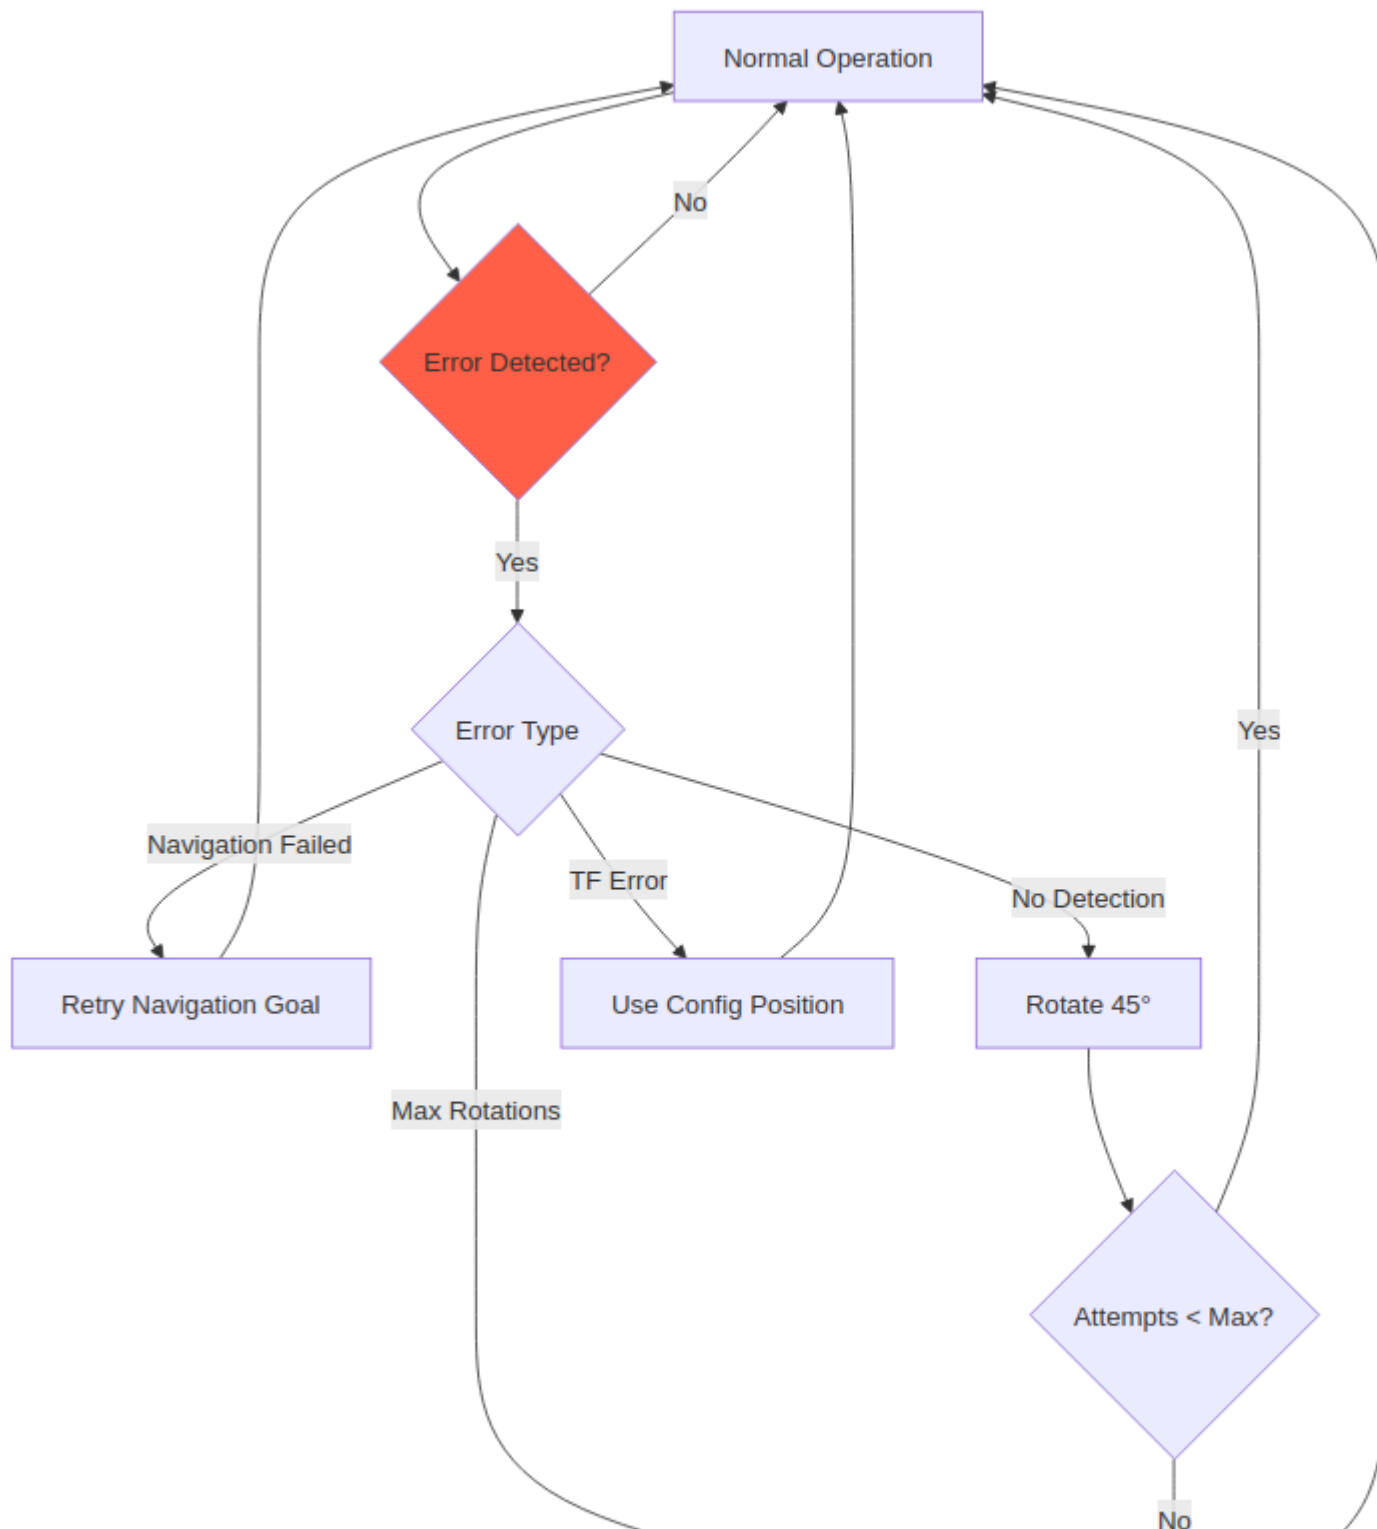 Normal Operation
No
Error Detected?
Yes
Error Type
Yes
Navigation Failed
TF Error
No Detection
Retry Navigation Goal
Use Config Position
Rotate 45°
Max Rotations
Attempts < Max?
No